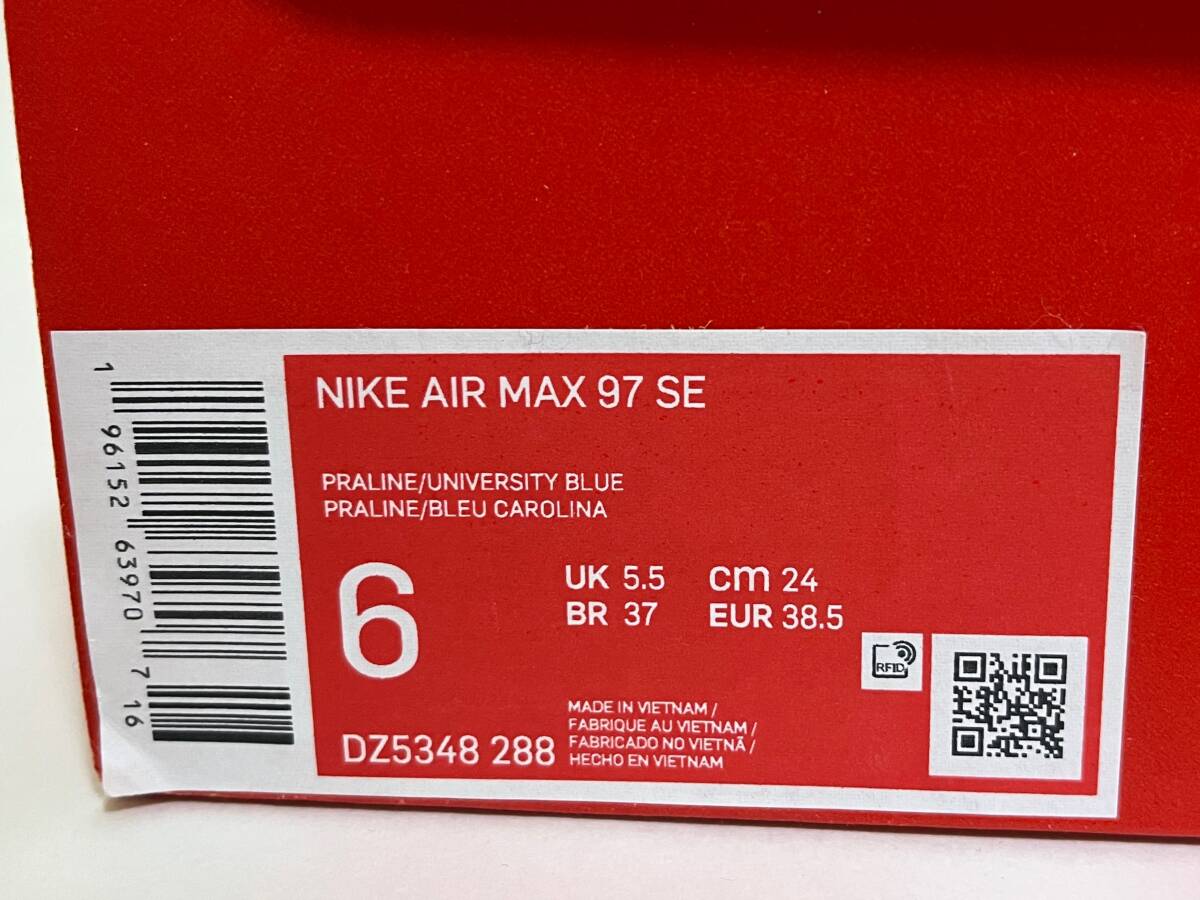 NIKE AIR MAX 97 SE
PRALINE/UNIVERSITY BLUE
PRALINE/BLEU CAROLINA
6
UK 5.5 cm 24
BR 37 EUR 38.5
RFID
MADE IN VIETNAM /
FABRIQUE AU VIETNAM /
FABRICADO NO VIETNÃ /
HECHO EN VIETNAM
DZ5348 288
1 96152 63970 7 16